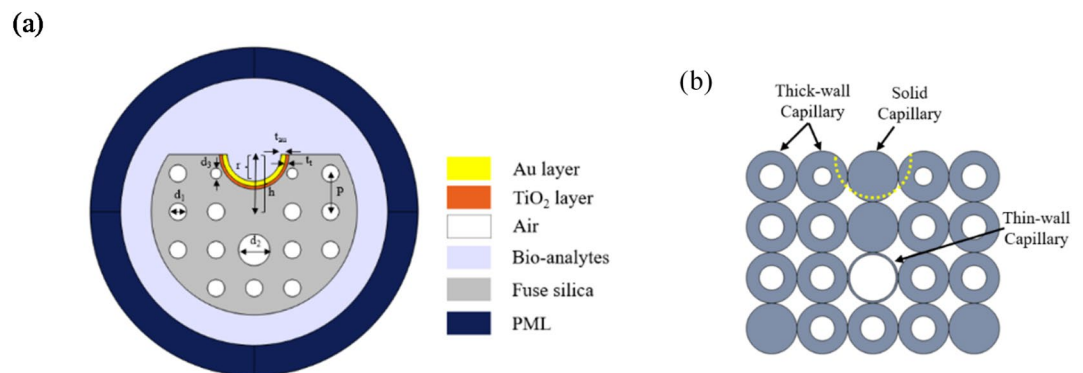 (a)
t_au
d_3
r
t_t
h
P
d_1
d_2
Au layer
TiO₂ layer
Air
Bio-analytes
Fuse silica
PML
(b)
Thick-wall
Capillary
Solid
Capillary
Thin-wall
Capillary